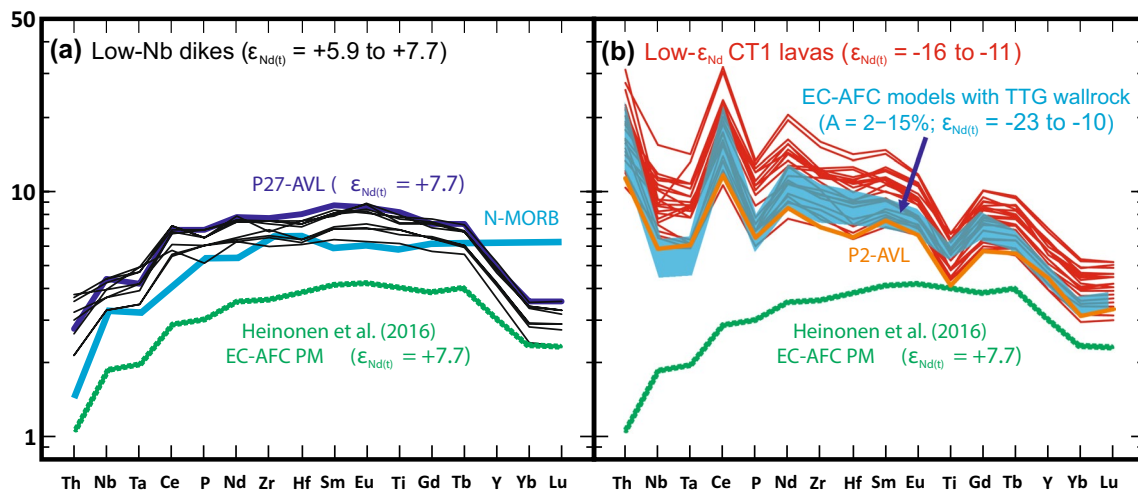 50
10
1
(a) Low-Nb dikes (εNd(t) = +5.9 to +7.7)
P27-AVL ( εNd(t) = +7.7)
N-MORB
Heinonen et al. (2016)
EC-AFC PM (εNd(t) = +7.7)
Th Nb Ta Ce P Nd Zr Hf Sm Eu Ti Gd Tb Y Yb Lu
(b) Low-εNd CT1 lavas (εNd(t) = -16 to -11)
EC-AFC models with TTG wallrock
(A = 2−15%; εNd(t) = -23 to -10)
P2-AVL
Heinonen et al. (2016)
EC-AFC PM (εNd(t) = +7.7)
Th Nb Ta Ce P Nd Zr Hf Sm Eu Ti Gd Tb Y Yb Lu